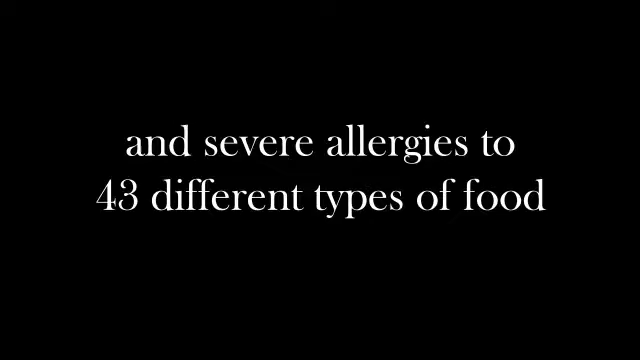 and severe allergies to
43 different types of food